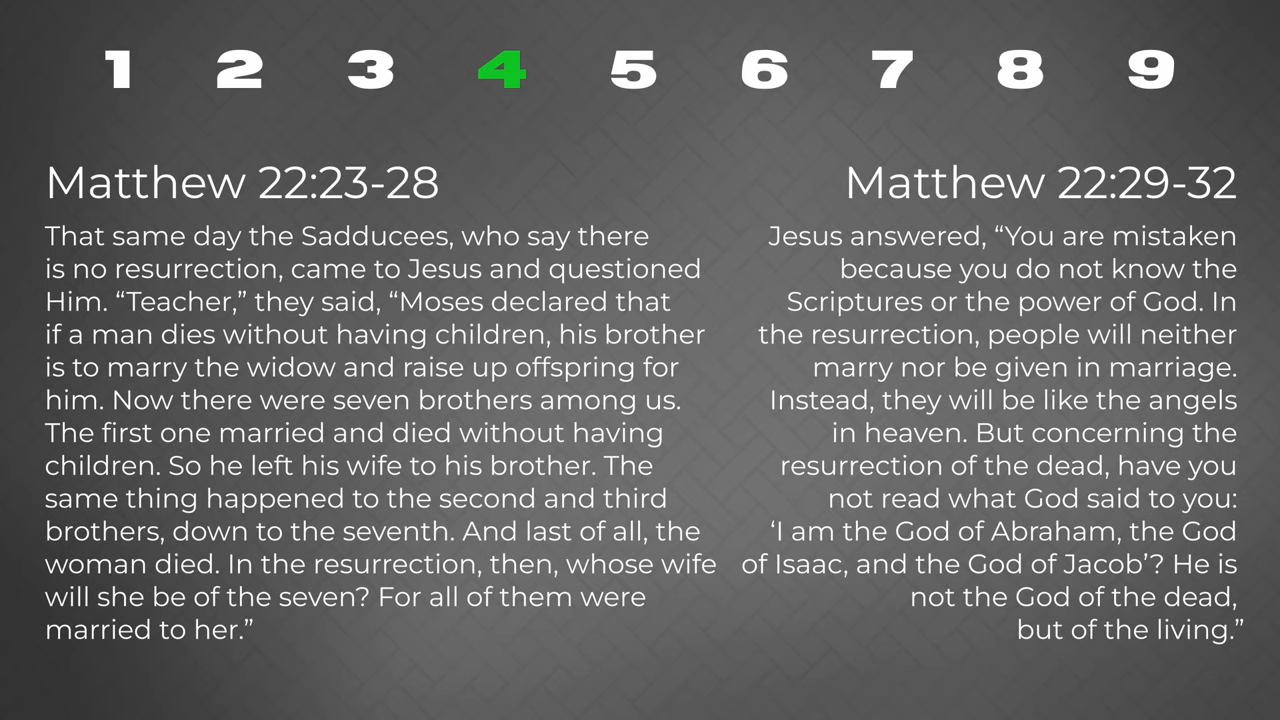 1 2 3 4 5 6 7 8 9
Matthew 22:23-28
That same day the Sadducees, who say there
is no resurrection, came to Jesus and questioned
Him. “Teacher,” they said, “Moses declared that
if a man dies without having children, his brother
is to marry the widow and raise up offspring for
him. Now there were seven brothers among us.
The first one married and died without having
children. So he left his wife to his brother. The
same thing happened to the second and third
brothers, down to the seventh. And last of all, the
woman died. In the resurrection, then, whose wife
will she be of the seven? For all of them were
married to her.”
Matthew 22:29-32
Jesus answered, “You are mistaken
because you do not know the
Scriptures or the power of God. In
the resurrection, people will neither
marry nor be given in marriage.
Instead, they will be like the angels
in heaven. But concerning the
resurrection of the dead, have you
not read what God said to you:
‘I am the God of Abraham, the God
of Isaac, and the God of Jacob’? He is
not the God of the dead,
but of the living.”